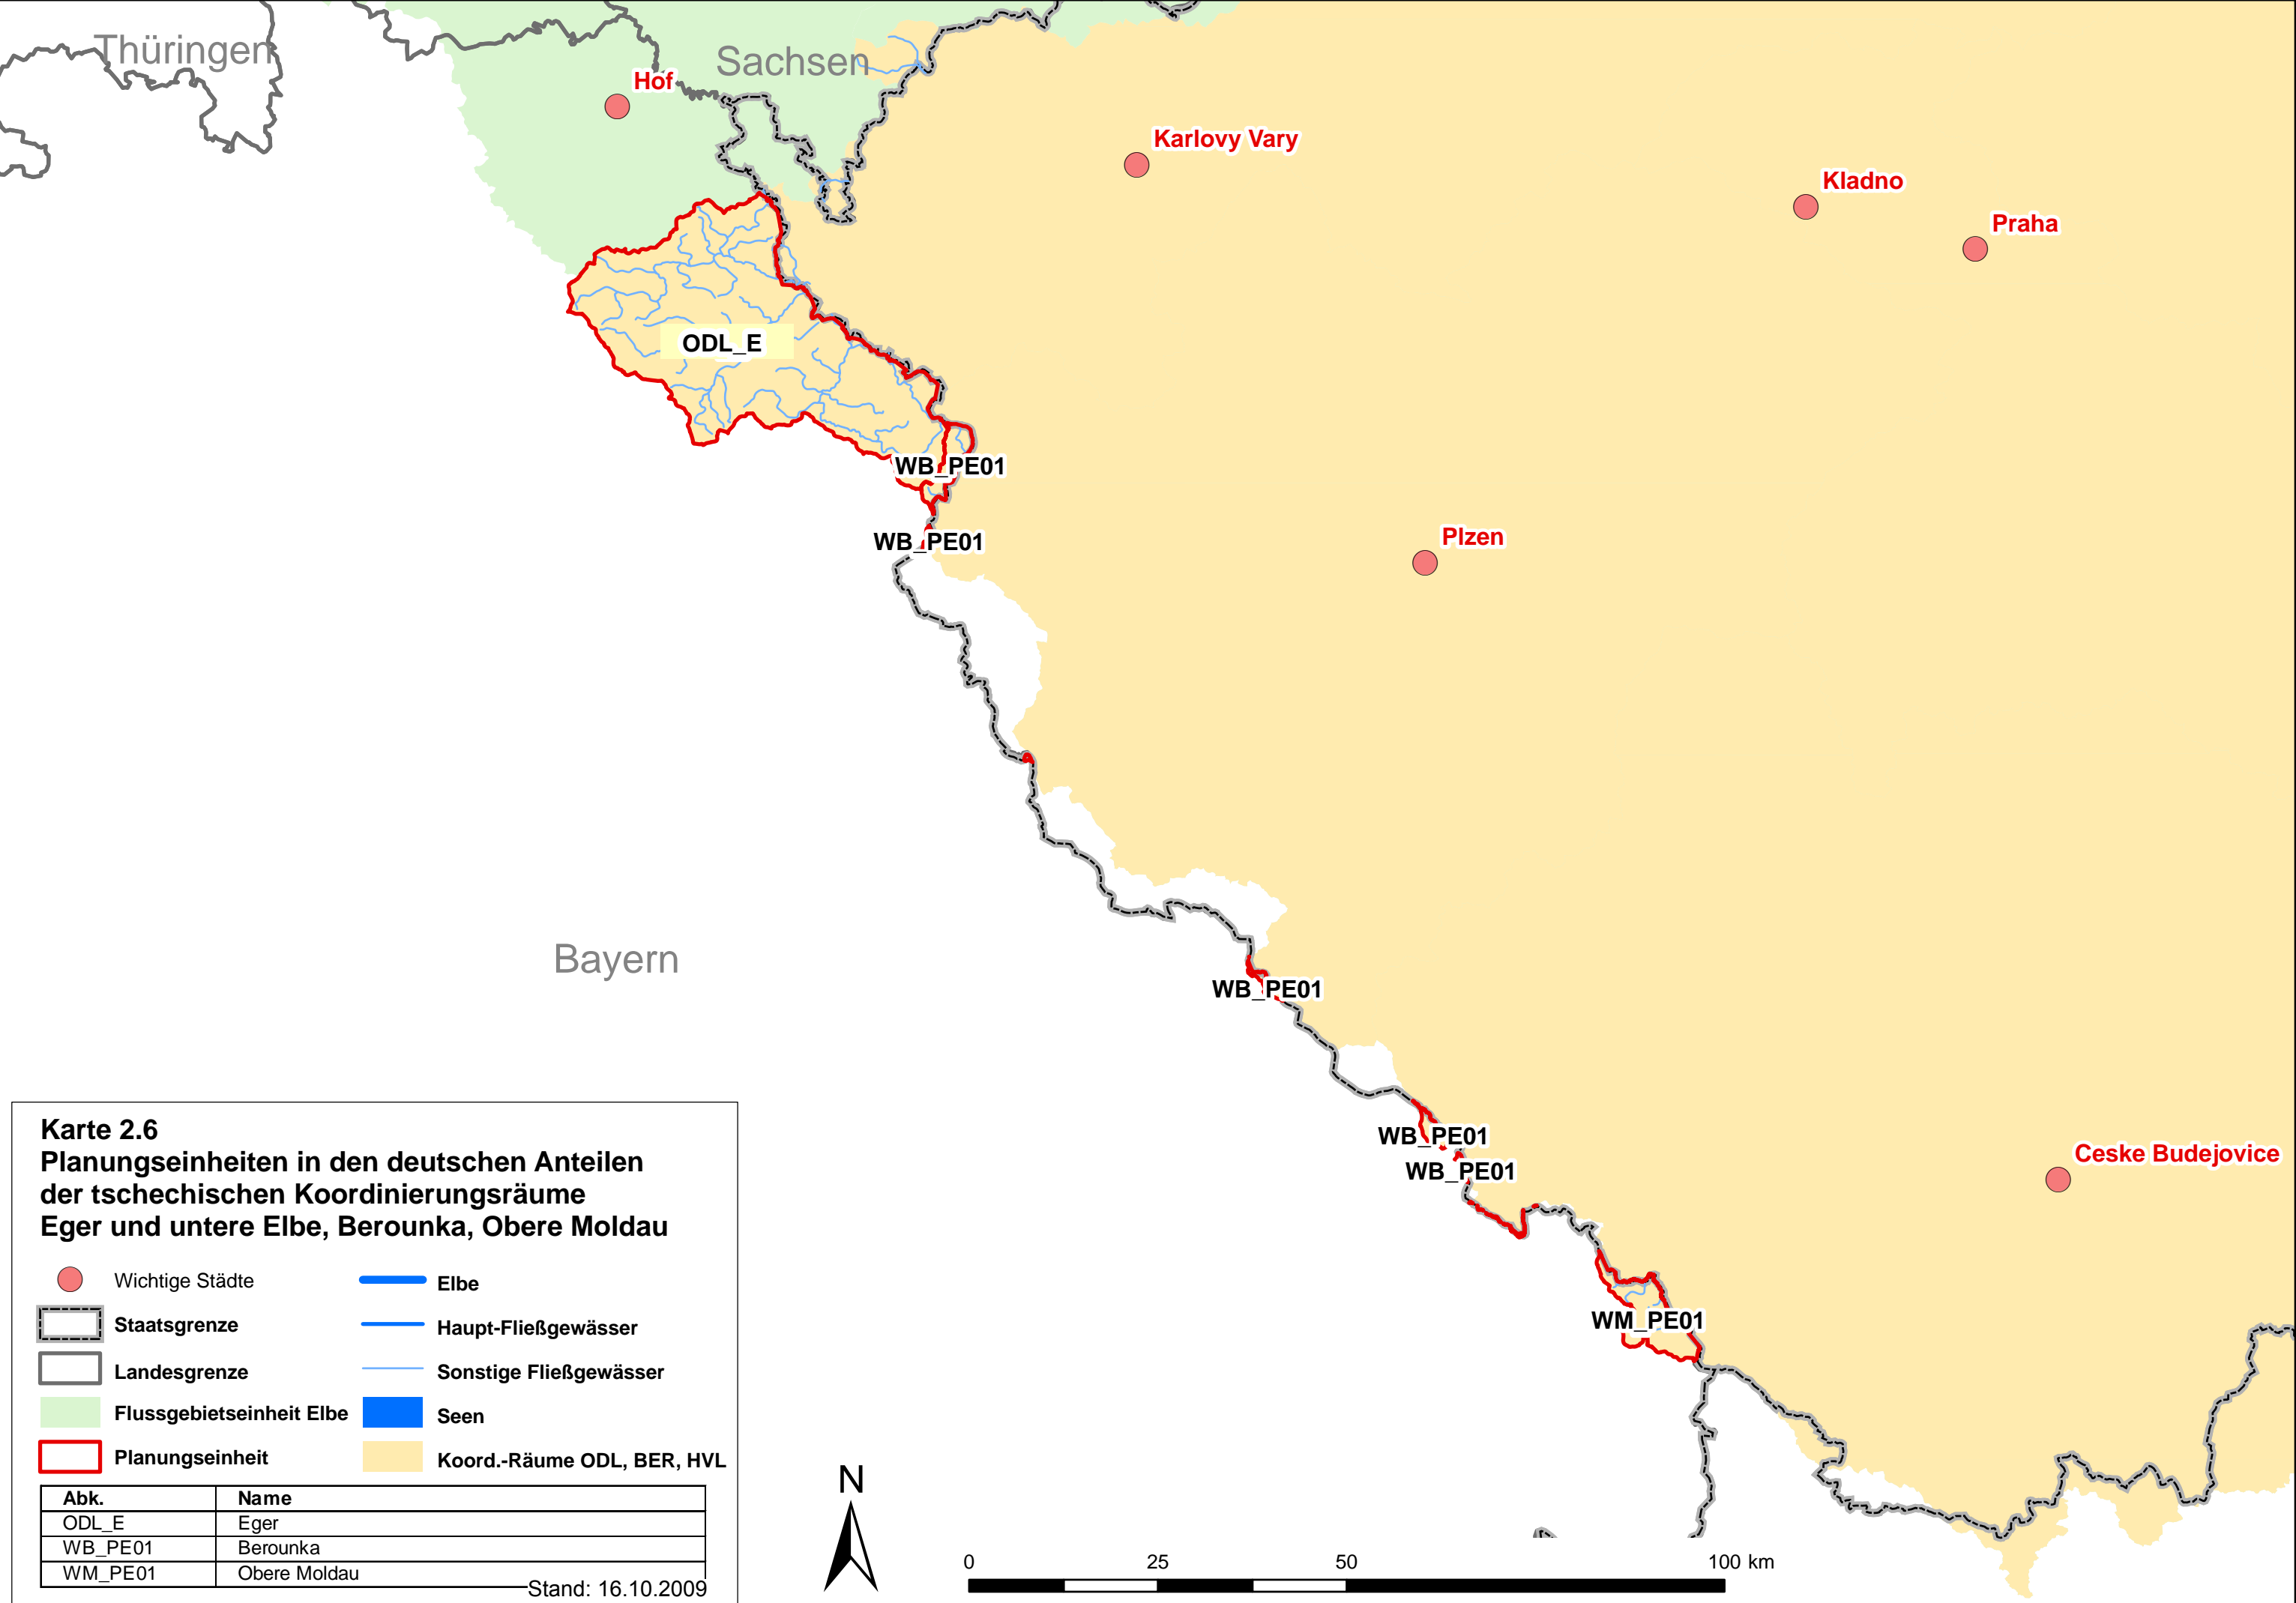 Thüringen
Sachsen
Hof
Karlovy Vary
Kladno
Praha
ODL_E
WB_PE01
WB_PE01
Plzen
Bayern
WB_PE01
WB_PE01
WB_PE01
Ceske Budejovice
WM_PE01
Karte 2.6
Planungseinheiten in den deutschen Anteilen
der tschechischen Koordinierungsräume
Eger und untere Elbe, Berounka, Obere Moldau
Wichtige Städte
Elbe
Staatsgrenze
Haupt-Fließgewässer
Landesgrenze
Sonstige Fließgewässer
Flussgebietseinheit Elbe
Seen
Planungseinheit
Koord.-Räume ODL, BER, HVL
Abk. Name
ODL_E Eger
WB_PE01 Berounka
WM_PE01 Obere Moldau
Stand: 16.10.2009
N
0 25 50 100 km